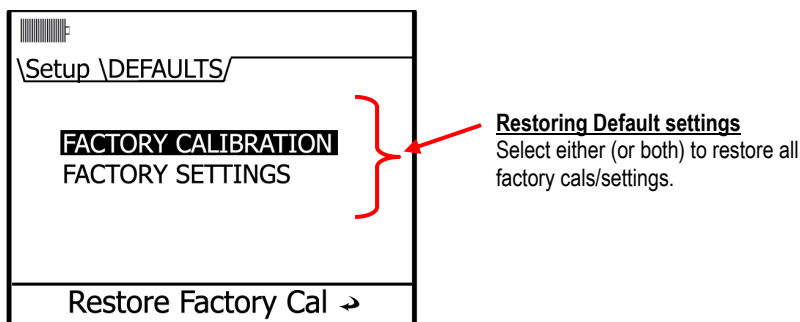 \Setup \DEFAULTS/
FACTORY CALIBRATION
FACTORY SETTINGS
Restore Factory Cal
Restoring Default settings
Select either (or both) to restore all
factory cals/settings.